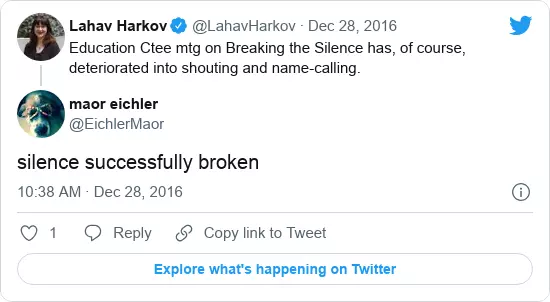 Lahav Harkov @LahavHarkov · Dec 28, 2016
Education Ctee mtg on Breaking the Silence has, of course,
deteriorated into shouting and name-calling.
maor eichler
@EichlerMaor
silence successfully broken
10:38 AM · Dec 28, 2016
1 Reply Copy link to Tweet
Explore what's happening on Twitter